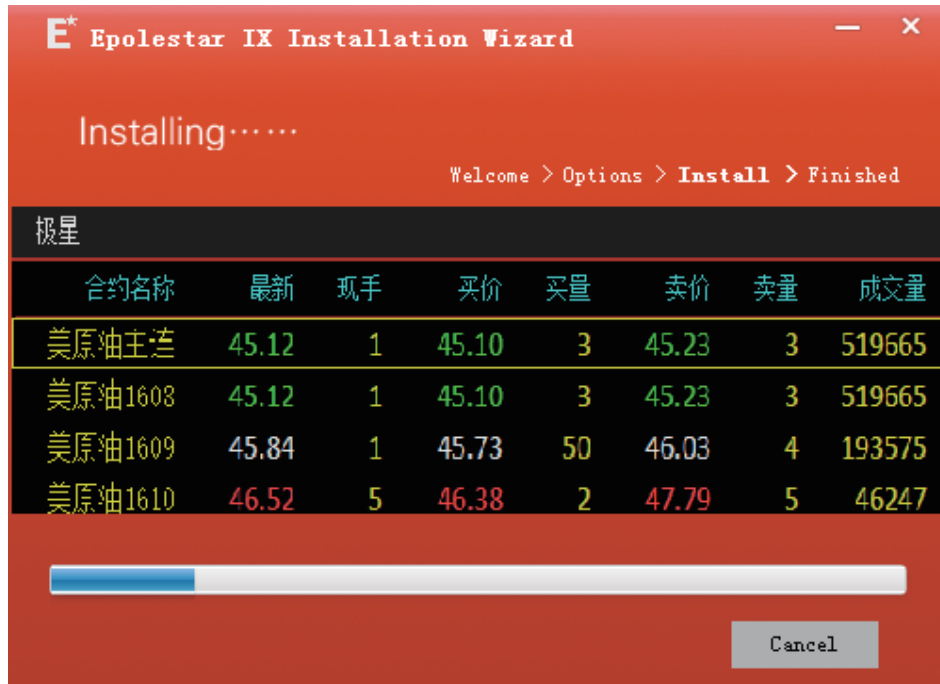 E* Epolestar IX Installation Wizard
Installing……
Welcome > Options > Install > Finished
极星
合约名称 最新 现手 买价 买量 卖价 卖量 成交量
美原油主连 45.12 1 45.10 3 45.23 3 519665
美原油1608 45.12 1 45.10 3 45.23 3 519665
美原油1609 45.84 1 45.73 50 46.03 4 193575
美原油1610 46.52 5 46.38 2 47.79 5 46247
Cancel